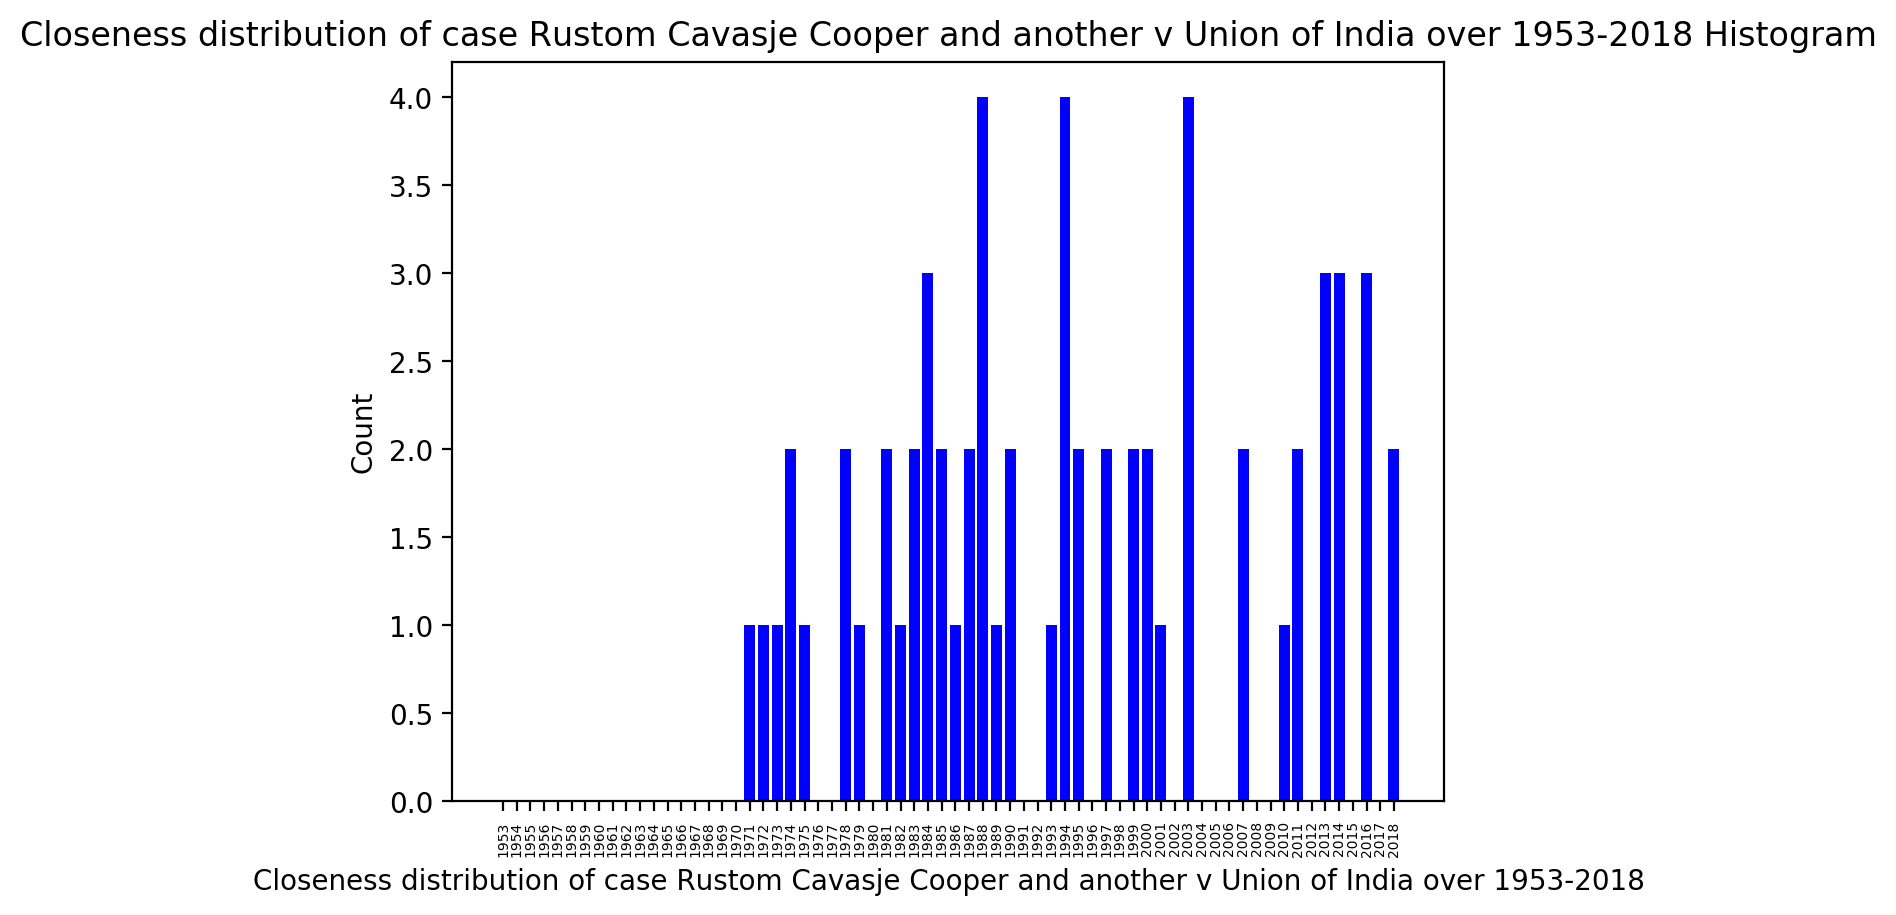 Closeness distribution of case Rustom Cavasje Cooper and another v Union of India over 1953-2018 Histogram
4.0
3.5
3.0
2.5
2.0
1.5
1.0
0.5
0.0
Count
1953 1954 1955 1956 1957 1958 1959 1960 1961 1962 1963 1964 1965 1966 1967 1968 1969 1970 1971 1972 1973 1974 1975 1976 1977 1978 1979 1980 1981 1982 1983 1984 1985 1986 1987 1988 1989 1990 1991 1992 1993 1994 1995 1996 1997 1998 1999 2000 2001 2002 2003 2004 2005 2006 2007 2008 2009 2010 2011 2012 2013 2014 2015 2016 2017 2018
Closeness distribution of case Rustom Cavasje Cooper and another v Union of India over 1953-2018